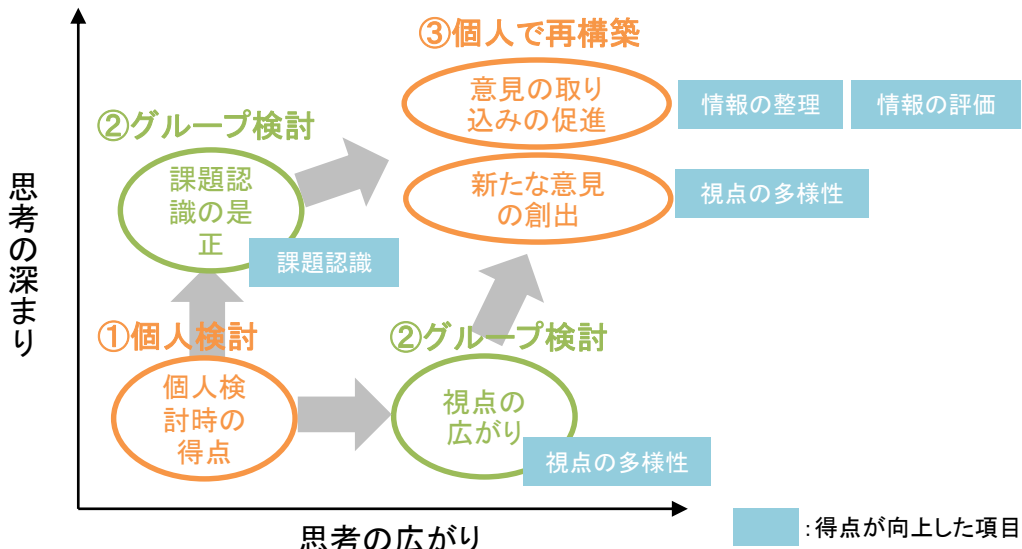 ③個人で再構築
意見の取り
込みの促進
情報の整理
情報の評価
②グループ検討
課題認
識の是
正
課題認識
新たな意見
の創出
視点の多様性
思考の深まり
①個人検討
個人検
討時の
得点
②グループ検討
視点の
広がり
視点の多様性
思考の広がり
:得点が向上した項目